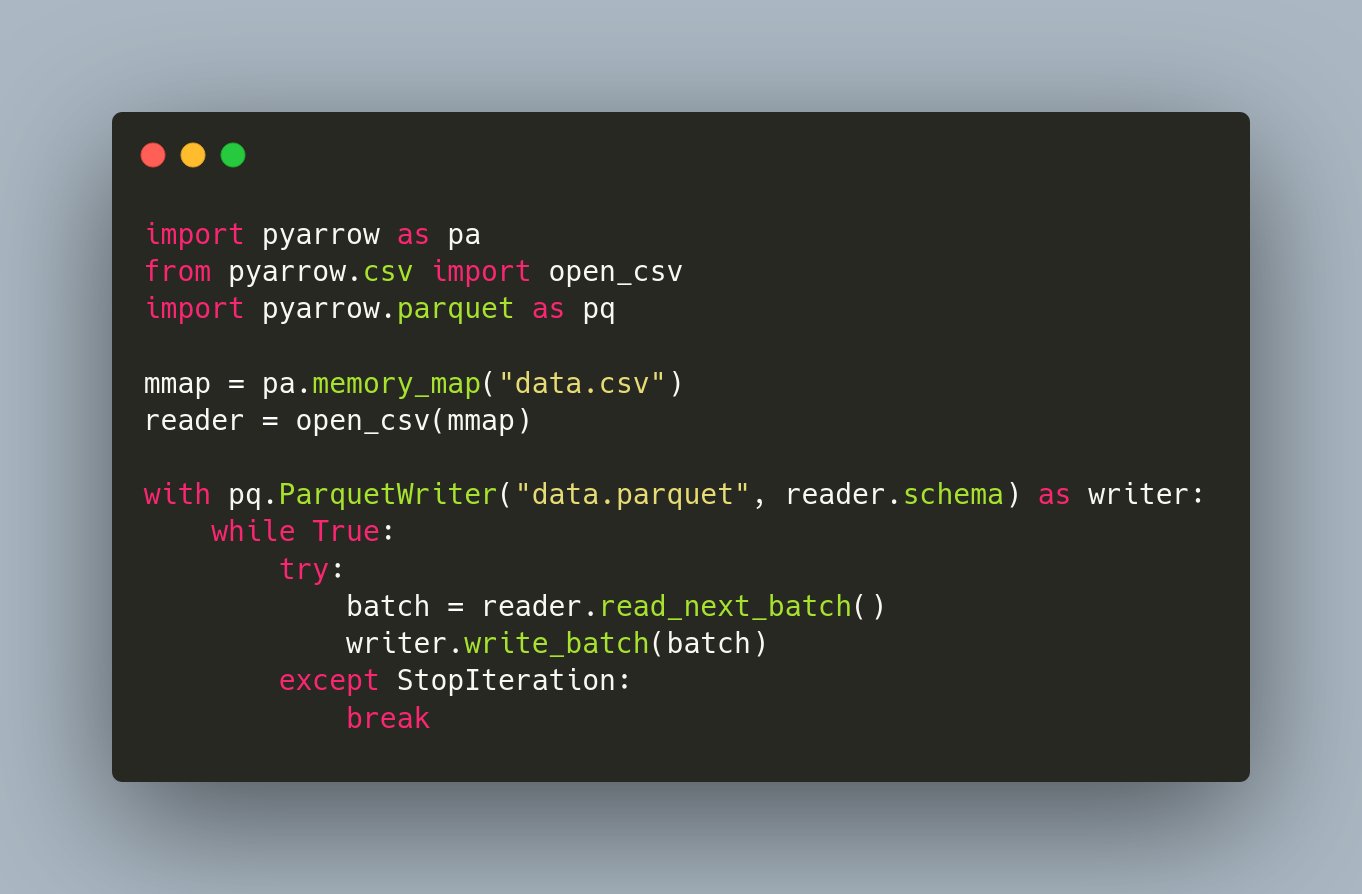 import pyarrow as pa
from pyarrow.csv import open_csv
import pyarrow.parquet as pq

mmap = pa.memory_map("data.csv")
reader = open_csv(mmap)

with pq.ParquetWriter("data.parquet", reader.schema) as writer:
    while True:
        try:
            batch = reader.read_next_batch()
            writer.write_batch(batch)
        except StopIteration:
            break